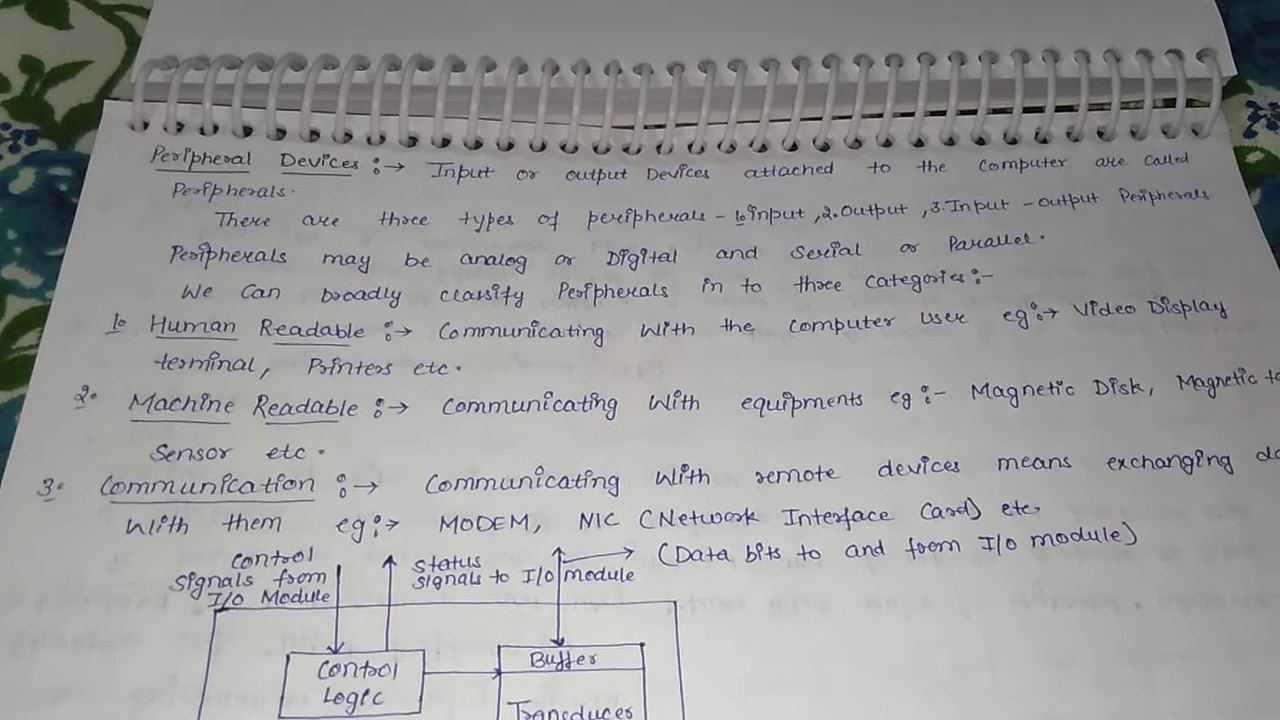 Peripheral Devices :→ Input or output Devices attached to the computer are called
Peripherals.
There are three types of peripherals - 1. input, 2. Output, 3. Input - output Peripherals.
Peripherals may be analog or Digital and serial or Parallel.
We can broadly classify Peripherals in to three categories :-
1. Human Readable :→ Communicating with the computer user eg :→ Video Display
terminal, Printers etc.
2. Machine Readable :→ Communicating with equipments eg :- Magnetic Disk, Magnetic
Sensor etc.
3. Communication :→ Communicating with remote devices means exchanging
with them eg :→ MODEM, NIC (Network Interface Card) etc.
(Data bits to and from I/O module)
control
signals from
I/O Module
Status
signals to I/O module
Control
Logic
Buffer
Transducer